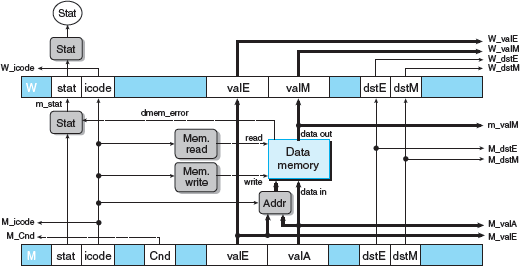 Stat
W_valE
W_valM
Stat
W_dstE
W_icode
W_dstM
W stat icode valE valM dstE dstM
m_stat
dmem_error
Stat
data out
m_valM
Mem. read
read
Data memory
M_dstE
M_dstM
Mem. write
write
data in
Addr
M_icode
M_valA
M_Cnd
M_valE
M stat icode Cnd valE valA dstE dstM